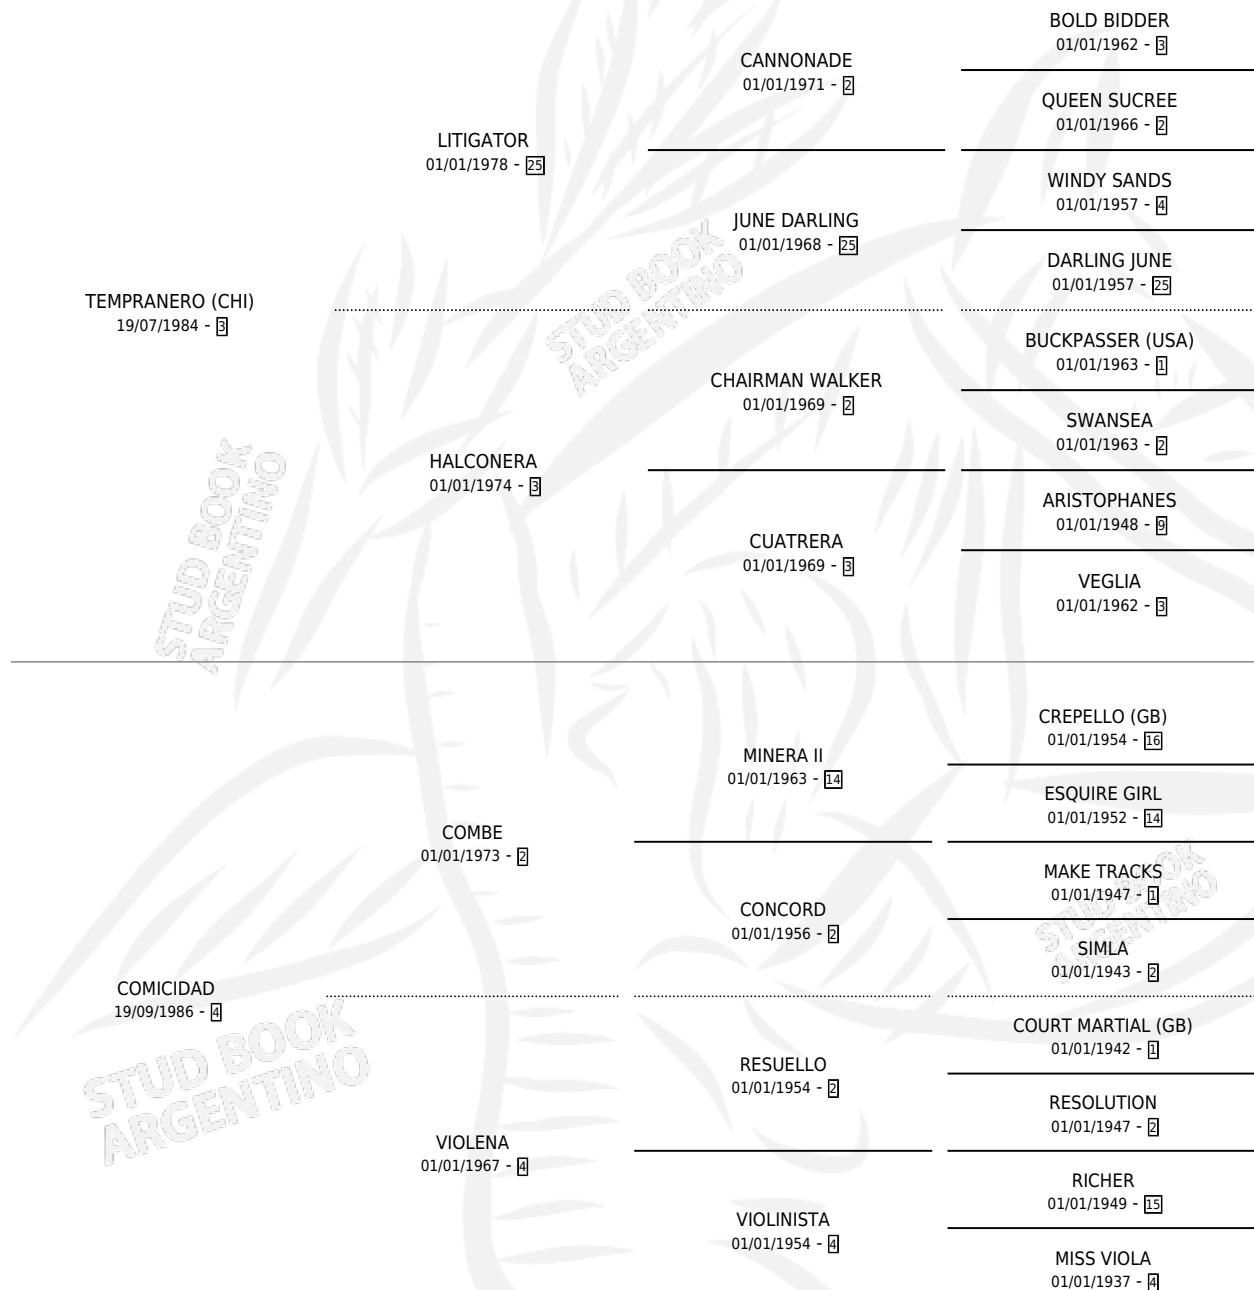 BOLD BIDDER
01/01/1962 - 3
CANNONADE
01/01/1971 - 2
QUEEN SUCREE
01/01/1966 - 2
LITIGATOR
01/01/1978 - 25
WINDY SANDS
01/01/1957 - 4
JUNE DARLING
01/01/1968 - 25
DARLING JUNE
01/01/1957 - 25
TEMPRANERO (CHI)
19/07/1984 - 3
BUCKPASSER (USA)
01/01/1963 - 1
CHAIRMAN WALKER
01/01/1969 - 2
SWANSEA
01/01/1963 - 2
HALCONERA
01/01/1974 - 3
ARISTOPHANES
01/01/1948 - 9
CUATRERA
01/01/1969 - 3
VEGLIA
01/01/1962 - 3
STUD BOOK
ARGENTINO
STUD BOOK
ARGENTINO
CREPELLO (GB)
01/01/1954 - 16
MINERA II
01/01/1963 - 14
ESQUIRE GIRL
01/01/1952 - 14
COMBE
01/01/1973 - 2
MAKE TRACKS
01/01/1947 - 1
CONCORD
01/01/1956 - 2
SIMLA
01/01/1943 - 2
COMICIDAD
19/09/1986 - 4
COURT MARTIAL (GB)
01/01/1942 - 1
RESUELLO
01/01/1954 - 2
RESOLUTION
01/01/1947 - 2
VIOLENA
01/01/1967 - 4
RICHER
01/01/1949 - 15
VIOLINISTA
01/01/1954 - 4
MISS VIOLA
01/01/1937 - 4
STUD BOOK
ARGENTINO
STUD BOOK
ARGENTINO